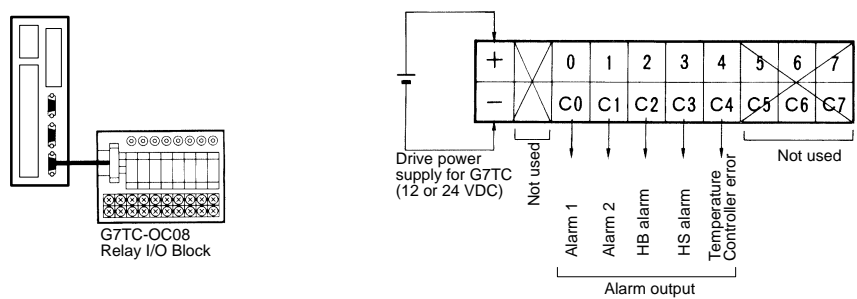 G7TC-OC08
Relay I/O Block
+ 0 1 2 3 4 5 6 7
− C0 C1 C2 C3 C4 C5 C6 C7
Drive power
supply for G7TC
(12 or 24 VDC)
Not used
Alarm 1
Alarm 2
HB alarm
HS alarm
Temperature
Controller error
Not used
Alarm output